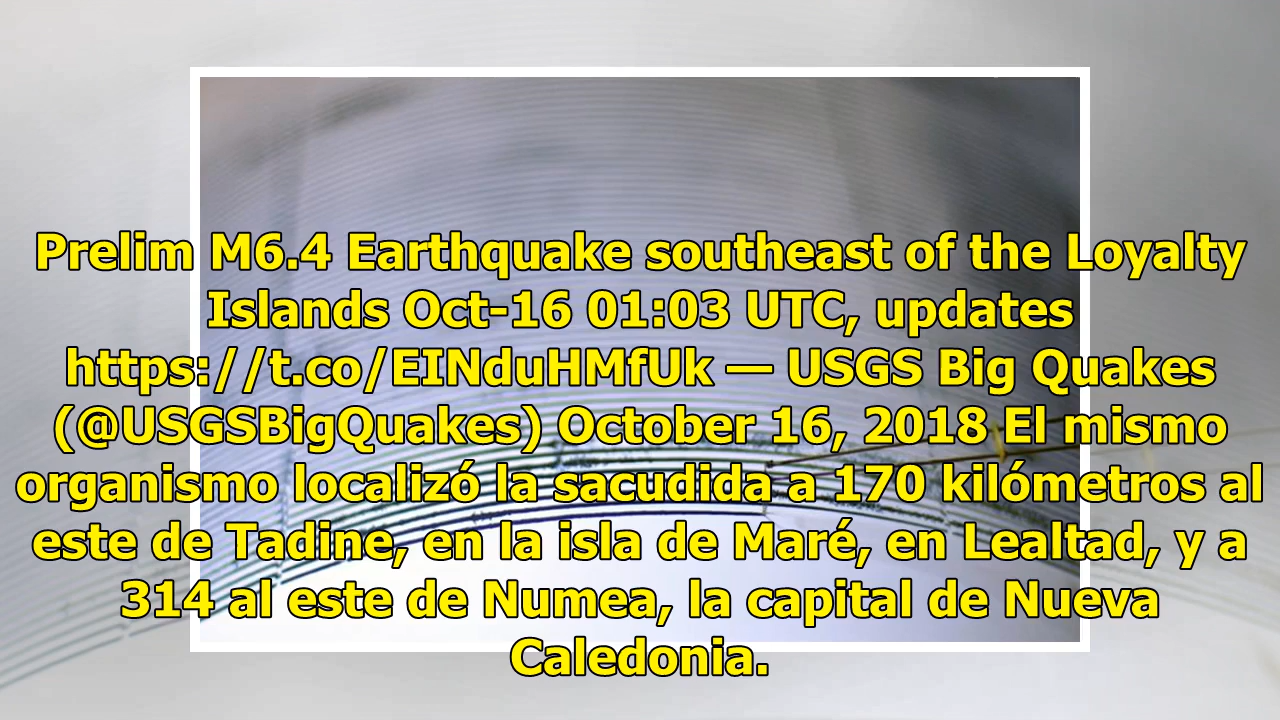 Prelim M6.4 Earthquake southeast of the Loyalty
Islands Oct-16 01:03 UTC, updates
https://t.co/EINduHMfUk — USGS Big Quakes
(@USGSBigQuakes) October 16, 2018 El mismo
organismo localizó la sacudida a 170 kilómetros al
este de Tadine, en la isla de Maré, en Lealtad, y a
314 al este de Numea, la capital de Nueva
Caledonia.